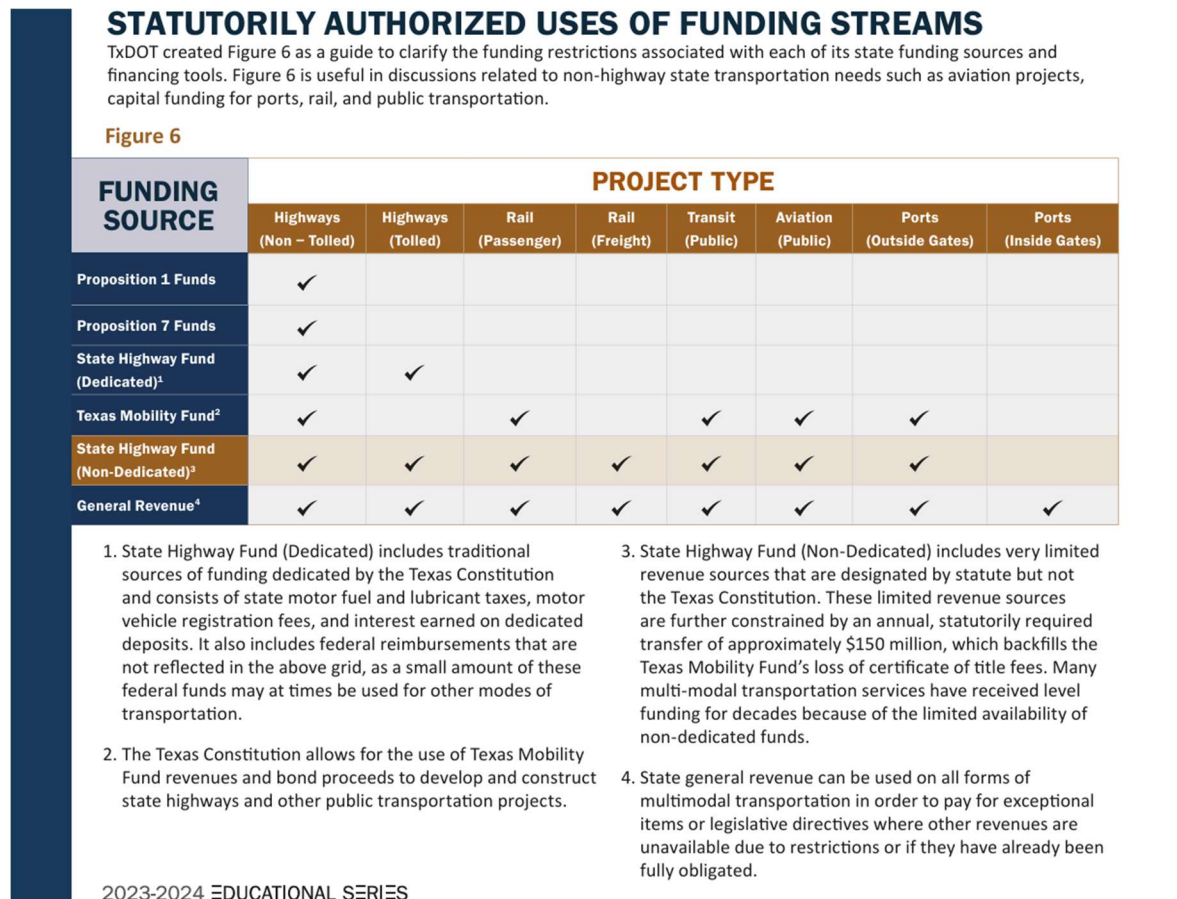 STATUTORILY AUTHORIZED USES OF FUNDING STREAMS
TxDOT created Figure 6 as a guide to clarify the funding restrictions associated with each of its state funding sources and
financing tools. Figure 6 is useful in discussions related to non-highway state transportation needs such as aviation projects,
capital funding for ports, rail, and public transportation.
Figure 6
FUNDING
SOURCE
PROJECT TYPE
Highways
(Non – Tolled)
Highways
(Tolled)
Rail
(Passenger)
Rail
(Freight)
Transit
(Public)
Aviation
(Public)
Ports
(Outside Gates)
Ports
(Inside Gates)
Proposition 1 Funds ✓
Proposition 7 Funds ✓
State Highway Fund
(Dedicated)¹ ✓ ✓
Texas Mobility Fund² ✓ ✓ ✓ ✓ ✓
State Highway Fund
(Non-Dedicated)³ ✓ ✓ ✓ ✓ ✓ ✓ ✓
General Revenue⁴ ✓ ✓ ✓ ✓ ✓ ✓ ✓ ✓
1. State Highway Fund (Dedicated) includes traditional
sources of funding dedicated by the Texas Constitution
and consists of state motor fuel and lubricant taxes, motor
vehicle registration fees, and interest earned on dedicated
deposits. It also includes federal reimbursements that are
not reflected in the above grid, as a small amount of these
federal funds may at times be used for other modes of
transportation.
2. The Texas Constitution allows for the use of Texas Mobility
Fund revenues and bond proceeds to develop and construct
state highways and other public transportation projects.
3. State Highway Fund (Non-Dedicated) includes very limited
revenue sources that are designated by statute but not
the Texas Constitution. These limited revenue sources
are further constrained by an annual, statutorily required
transfer of approximately $150 million, which backfills the
Texas Mobility Fund’s loss of certificate of title fees. Many
multi-modal transportation services have received level
funding for decades because of the limited availability of
non-dedicated funds.
4. State general revenue can be used on all forms of
multimodal transportation in order to pay for exceptional
items or legislative directives where other revenues are
unavailable due to restrictions or if they have already been
fully obligated.
2023-2024 EDUCATIONAL SERIES